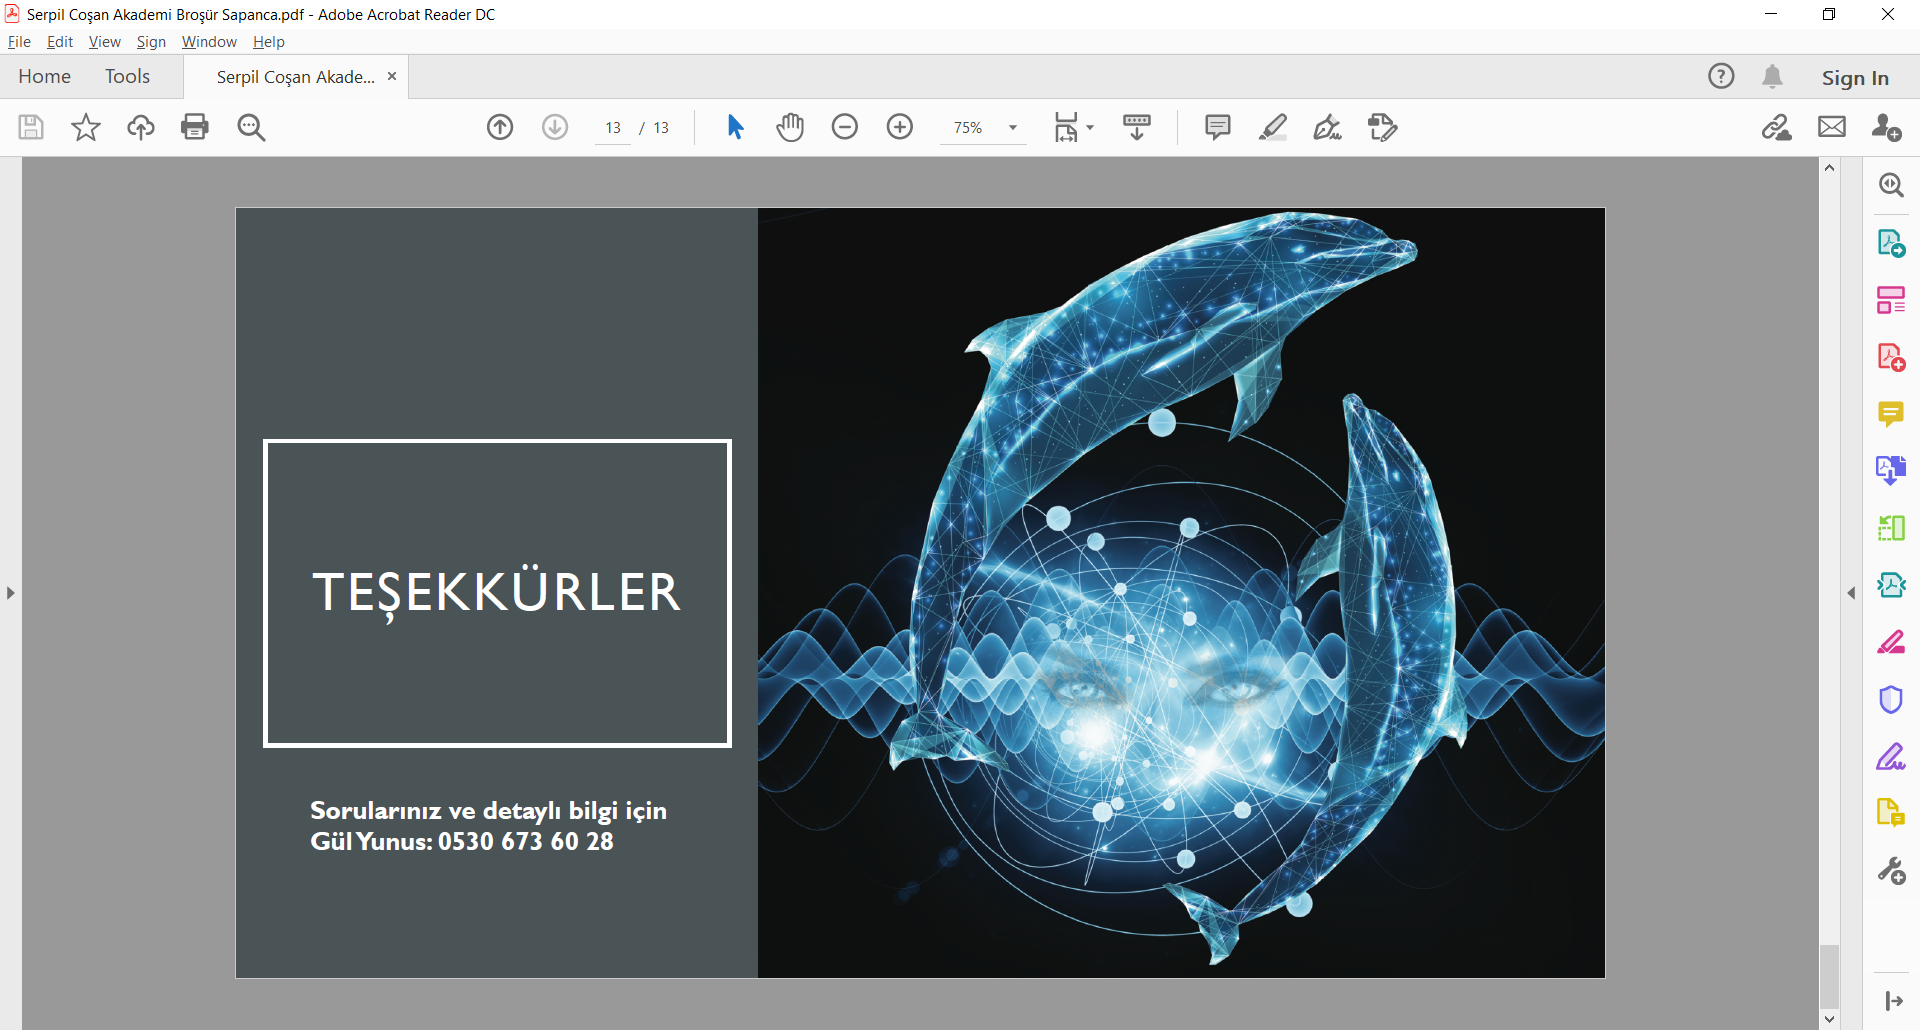 Serpil Coşan Akademi Broşür Sapanca.pdf - Adobe Acrobat Reader DC
File Edit View Sign Window Help
Home Tools Serpil Coşan Akade... Sign In
13 / 13 75%
TEŞEKKÜRLER
Sorularınız ve detaylı bilgi için
Gül Yunus: 0530 673 60 28